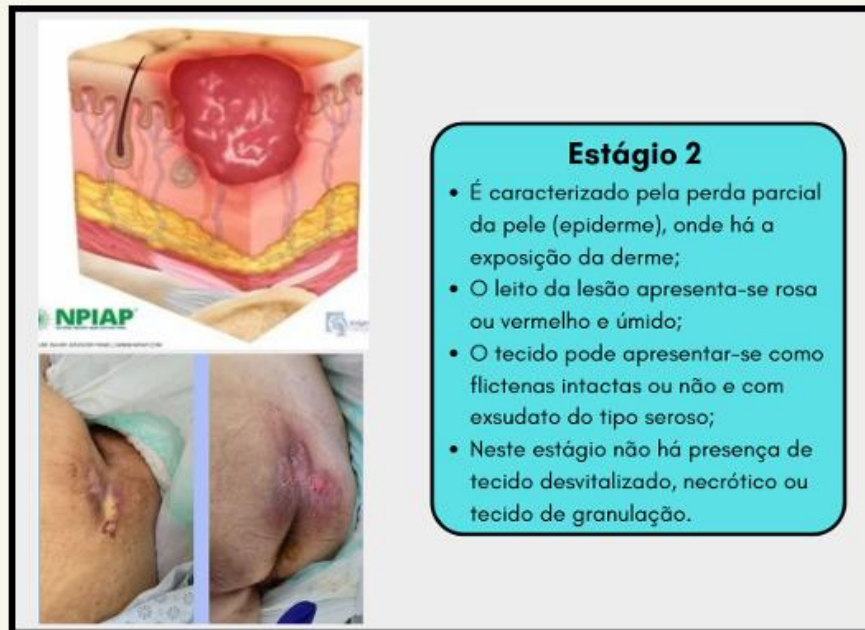 NPIAP
Estágio 2
• É caracterizado pela perda parcial
da pele (epiderme), onde há a
exposição da derme;
• O leito da lesão apresenta-se rosa
ou vermelho e úmido;
• O tecido pode apresentar-se como
flictenas intactas ou não e com
exsudato do tipo seroso;
• Neste estágio não há presença de
tecido desvitalizado, necrótico ou
tecido de granulação.